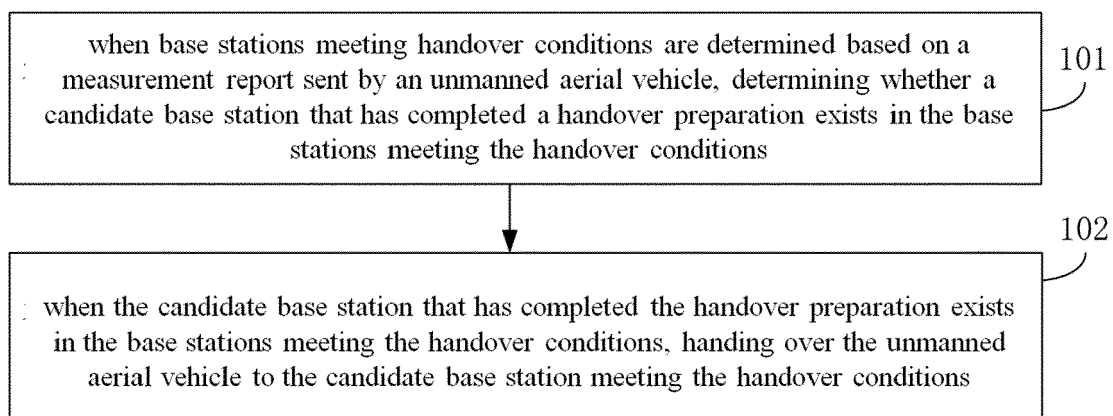 when base stations meeting handover conditions are determined based on a
measurement report sent by an unmanned aerial vehicle, determining whether a
candidate base station that has completed a handover preparation exists in the base
stations meeting the handover conditions
101
102
when the candidate base station that has completed the handover preparation exists
in the base stations meeting the handover conditions, handing over the unmanned
aerial vehicle to the candidate base station meeting the handover conditions